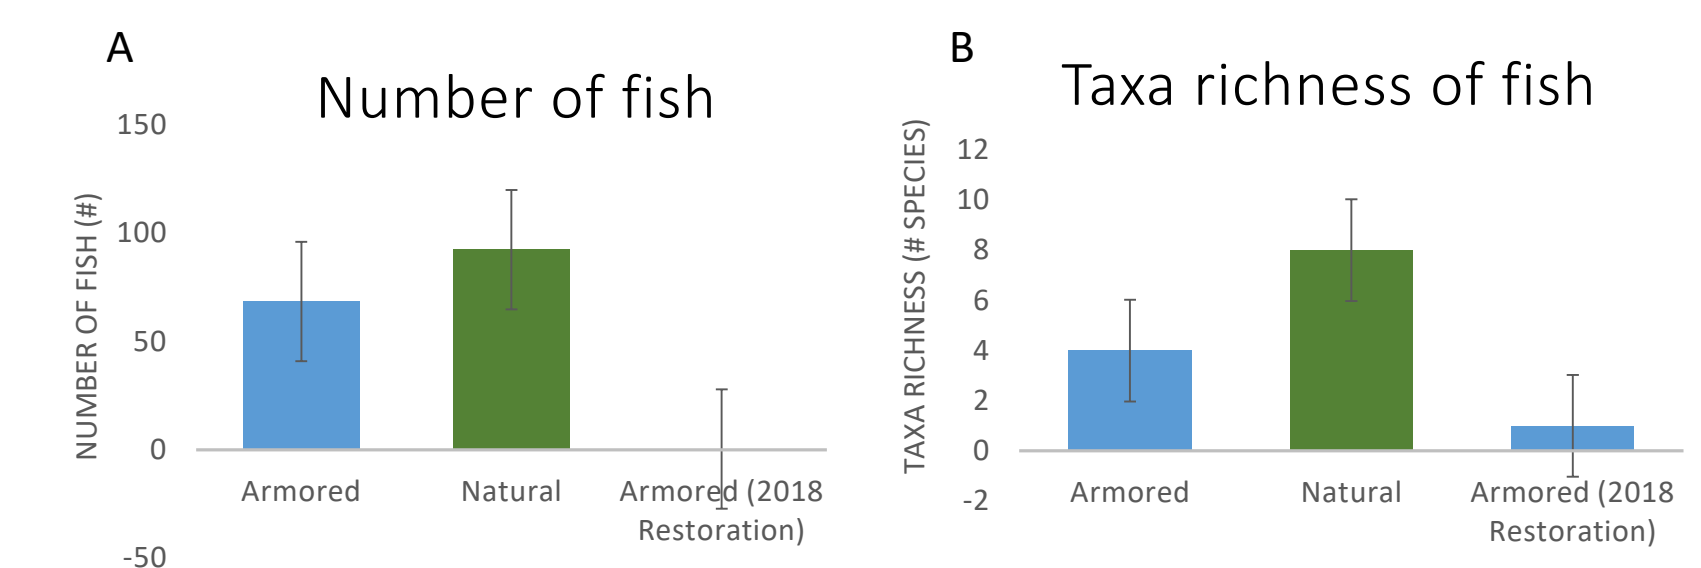 A
Number of fish
NUMBER OF FISH (#)
150
100
50
0
-50
Armored
Natural
Armored (2018
Restoration)
B
Taxa richness of fish
TAXA RICHNESS (# SPECIES)
12
10
8
6
4
2
0
-2
Armored
Natural
Armored (2018
Restoration)